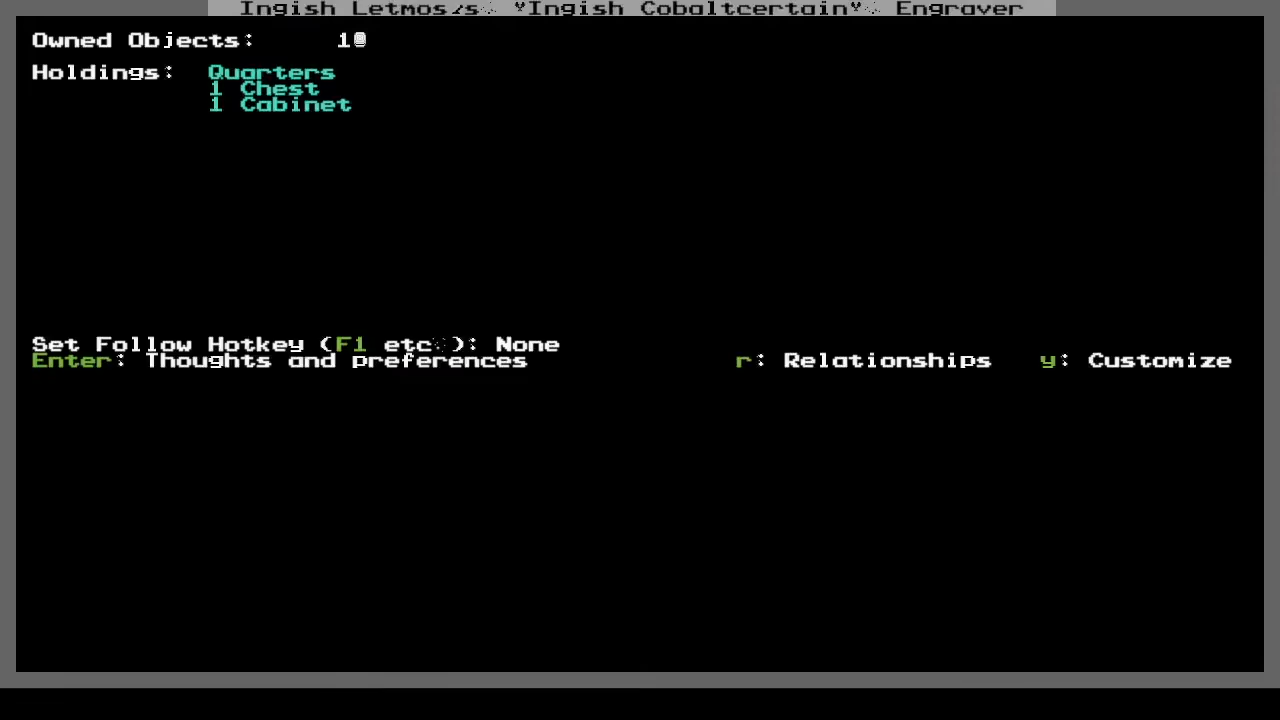 Ingish "Ingish Cobaltcertain" Engraver
Owned Objects: 10
Holdings: Quarters
1 Chest
1 Cabinet
Set Follow Hotkey (F1 etc.): None
Enter: Thoughts and preferences r: Relationships y: Customize